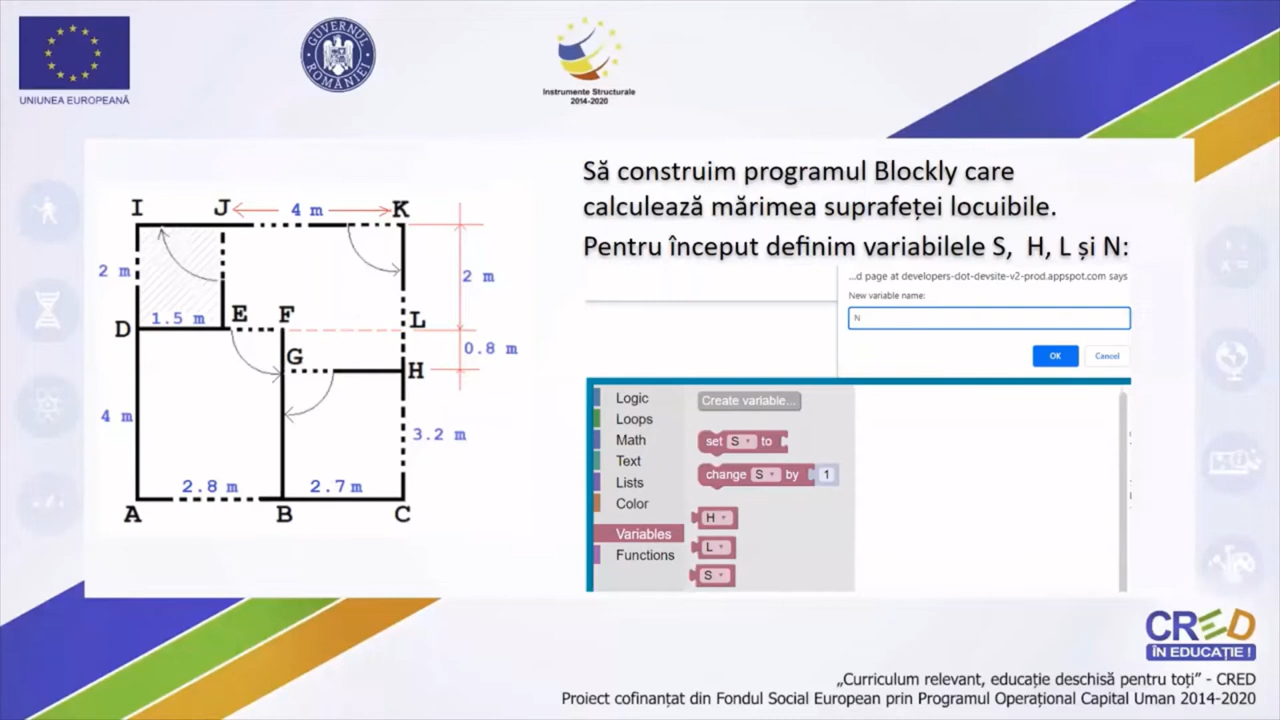 UNIUNEA EUROPEANĂ
GUVERNUL ROMÂNIEI
Instrumente Structurale
2014-2020
Să construim programul Blockly care
calculează mărimea suprafeței locuibile.
Pentru început definim variabilele S, H, L și N:
I J 4 m K
2 m
2 m
1.5 m
D E F L
G
0.8 m
H
4 m
3.2 m
2.8 m 2.7 m
A B C
...d page at developers-dot-devsite-v2-prod.appspot.com says
New variable name:
N
OK Cancel
Logic
Loops
Math
Text
Lists
Color
Variables
Functions
Create variable...
set S to
change S by 1
H
L
S
CRED
ÎN EDUCAȚIE !
„Curriculum relevant, educație deschisă pentru toți” - CRED
Proiect cofinanțat din Fondul Social European prin Programul Operațional Capital Uman 2014-2020